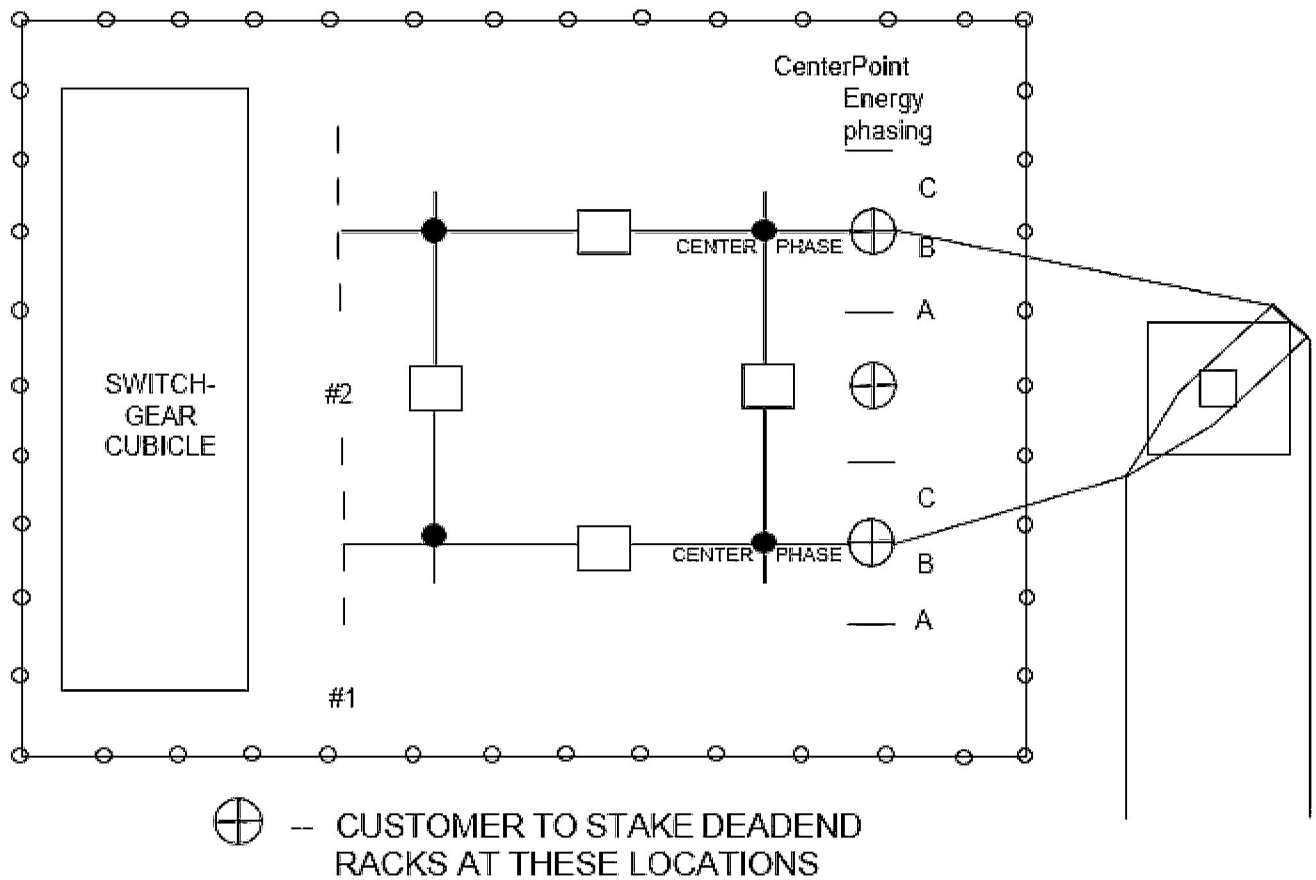 CenterPoint
Energy
phasing
C
CENTER PHASE
B
A
SWITCH-
GEAR
CUBICLE
#2
C
CENTER PHASE
B
A
#1
-- CUSTOMER TO STAKE DEADEND
RACKS AT THESE LOCATIONS